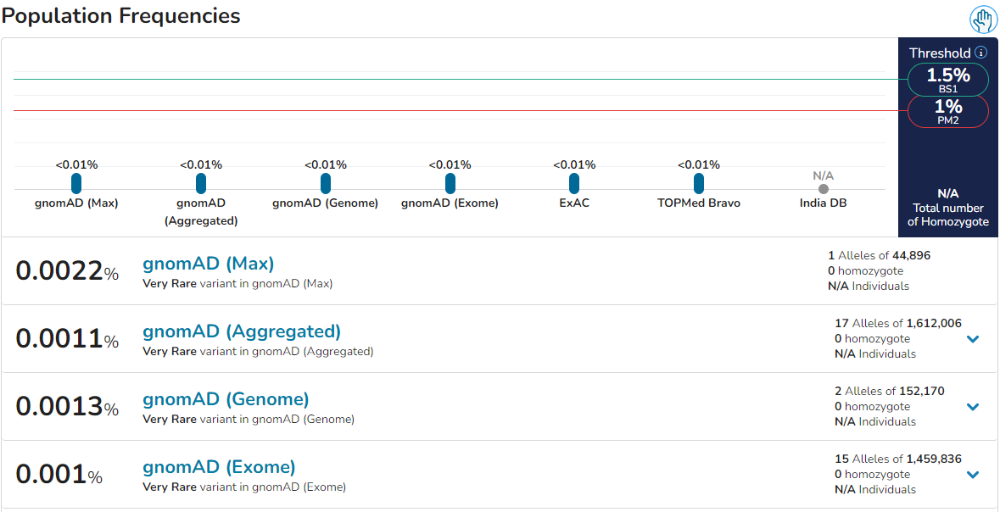 Population Frequencies
Threshold
1.5%
BS1
1%
PM2
<0.01%
<0.01%
<0.01%
<0.01%
<0.01%
<0.01%
N/A
gnomAD (Max)
gnomAD
(Aggregated)
gnomAD (Genome)
gnomAD (Exome)
ExAC
TOPMed Bravo
India DB
N/A
Total number
of Homozygote
0.0022%
gnomAD (Max)
Very Rare variant in gnomAD (Max)
1 Alleles of 44,896
0 homozygote
N/A Individuals
0.0011%
gnomAD (Aggregated)
Very Rare variant in gnomAD (Aggregated)
17 Alleles of 1,612,006
0 homozygote
N/A Individuals
0.0013%
gnomAD (Genome)
Very Rare variant in gnomAD (Genome)
2 Alleles of 152,170
0 homozygote
N/A Individuals
0.001%
gnomAD (Exome)
Very Rare variant in gnomAD (Exome)
15 Alleles of 1,459,836
0 homozygote
N/A Individuals